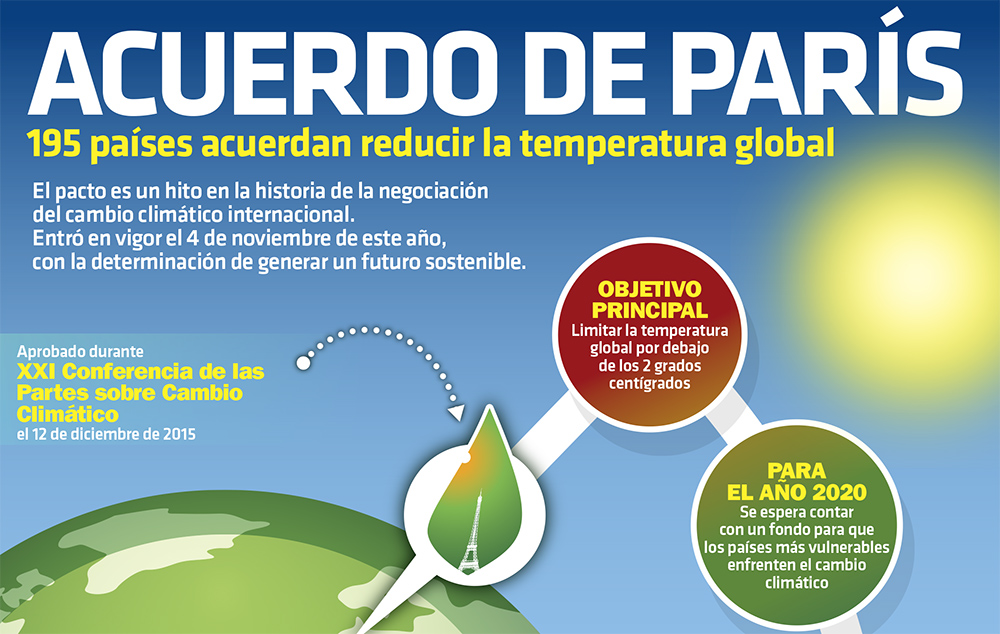 ACUERDO DE PARÍS
195 países acuerdan reducir la temperatura global
El pacto es un hito en la historia de la negociación
del cambio climático internacional.
Entró en vigor el 4 de noviembre de este año,
con la determinación de generar un futuro sostenible.
Aprobado durante
XXI Conferencia de las
Partes sobre Cambio
Climático
el 12 de diciembre de 2015
OBJETIVO
PRINCIPAL
Limitar la temperatura
global por debajo
de los 2 grados
centígrados
PARA
EL AÑO 2020
Se espera contar
con un fondo para que
los países más vulnerables
enfrenten el cambio
climático